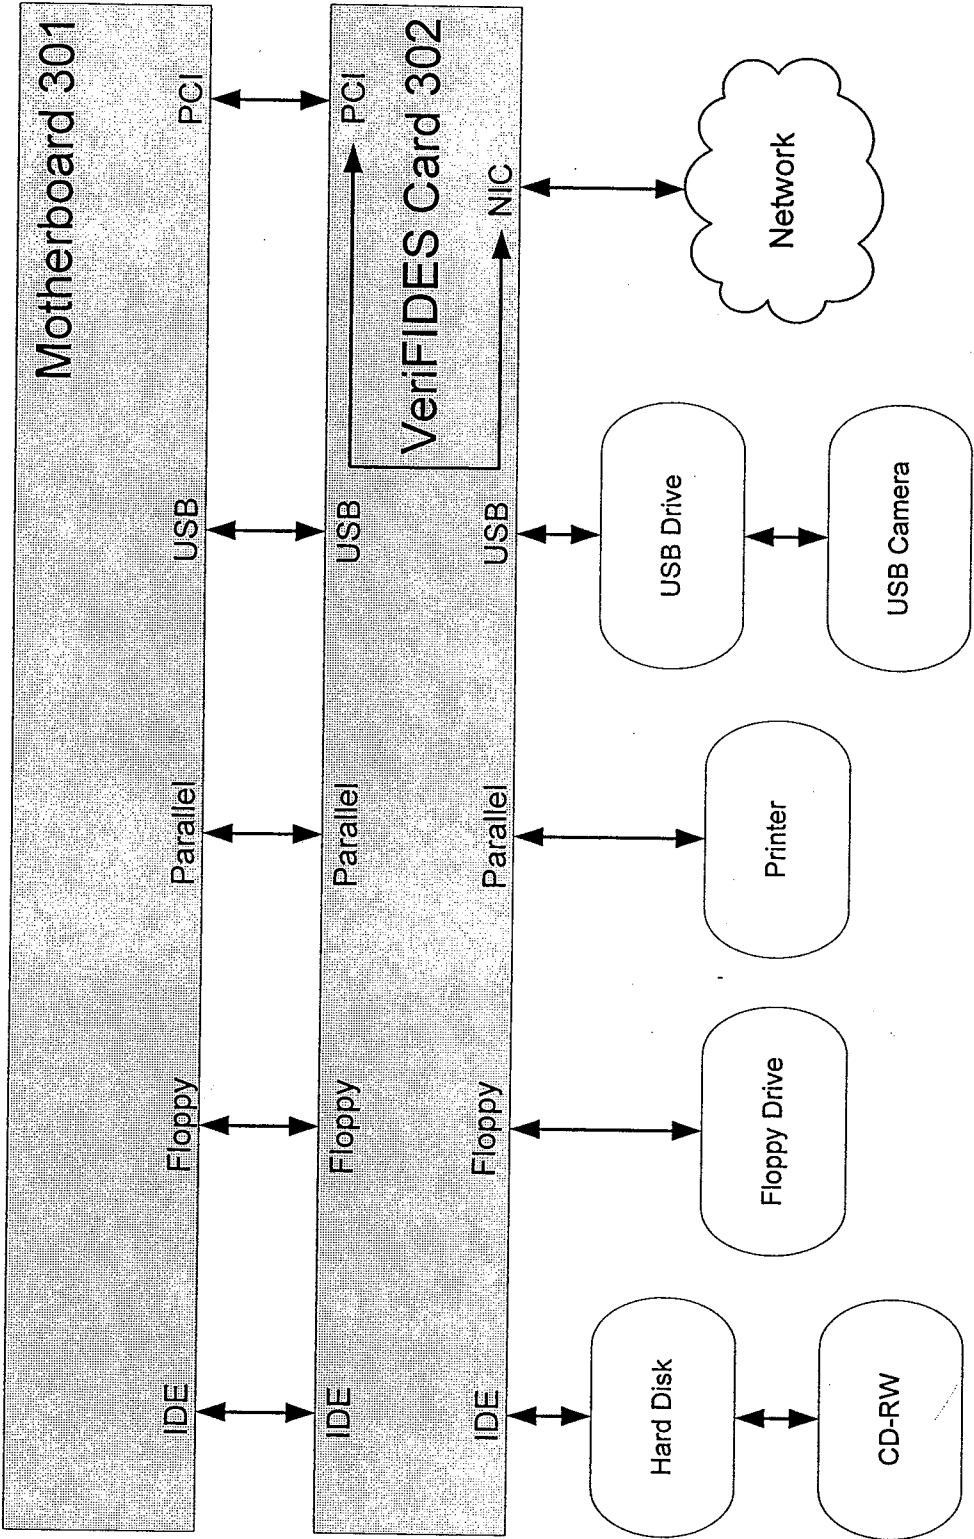 Motherboard 301
IDE
Floppy
Parallel
USB
PCI
IDE
Floppy
Parallel
USB
PCI
VeriFIDES Card 302
IDE
Floppy
Parallel
USB
NIC
Hard Disk
CD-RW
Floppy Drive
Printer
USB Drive
USB Camera
Network